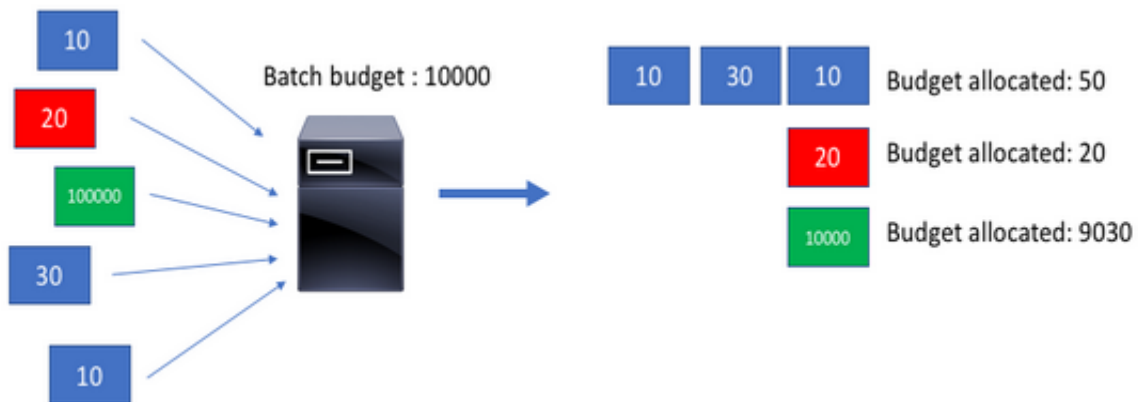 10
20
100000
30
10
Batch budget : 10000
10 30 10 Budget allocated: 50
20 Budget allocated: 20
10000 Budget allocated: 9030